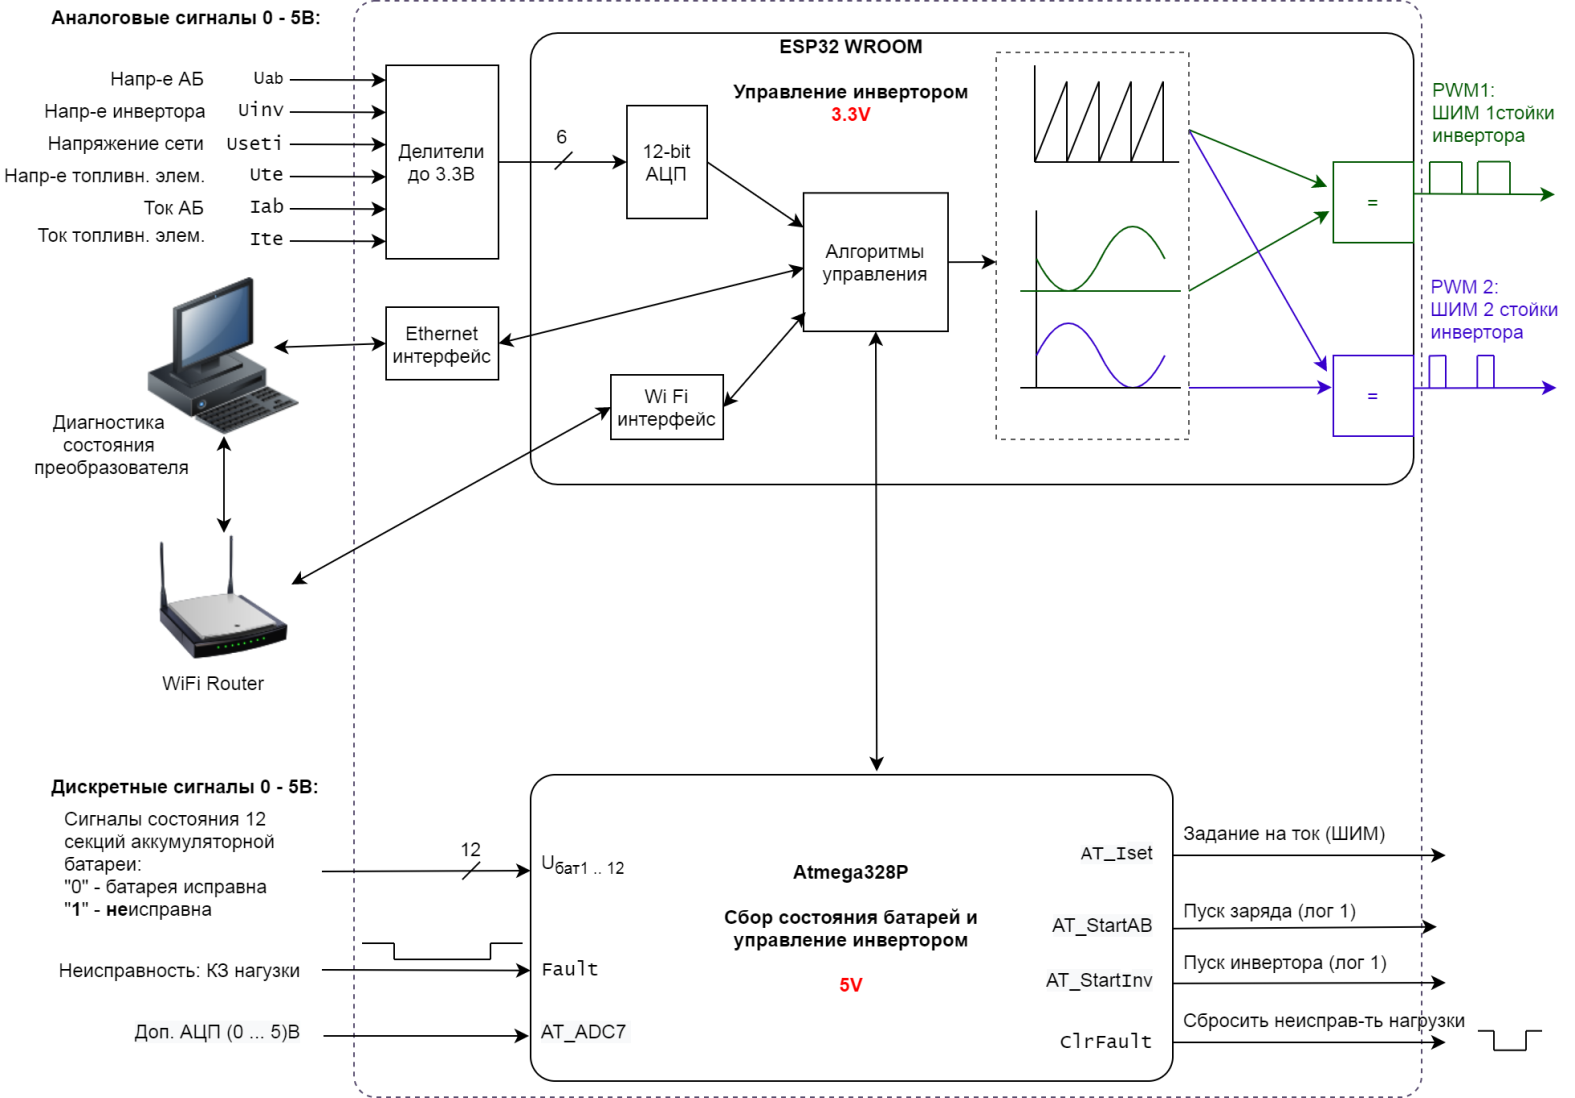 Аналоговые сигналы 0 - 5В:
Напр-е АБ Uab
Напр-е инвертора Uinv
Напряжение сети Useti
Напр-е топливн. элем. Ute
Ток АБ Iab
Ток топливн. элем. Ite
Делители
до 3.3В
6
ESP32 WROOM
Управление инвертором
3.3V
12-bit
АЦП
Алгоритмы
управления
Ethernet
интерфейс
Wi Fi
интерфейс
=
=
PWM1:
ШИМ 1стойки
инвертора
PWM 2:
ШИМ 2 стойки
инвертора
Диагностика
состояния
преобразователя
WiFi Router
Дискретные сигналы 0 - 5В:
Сигналы состояния 12
секций аккумуляторной
батареи:
"0" - батарея исправна
"1" - неисправна
12
Uбат1 .. 12
Неисправность: КЗ нагузки
Fault
Доп. АЦП (0 ... 5)В
AT_ADC7
Atmega328P
Сбор состояния батарей и
управление инвертором
5V
AT_Iset
Задание на ток (ШИМ)
AT_StartAB
Пуск заряда (лог 1)
AT_StartInv
Пуск инвертора (лог 1)
ClrFault
Сбросить неисправ-ть нагрузки